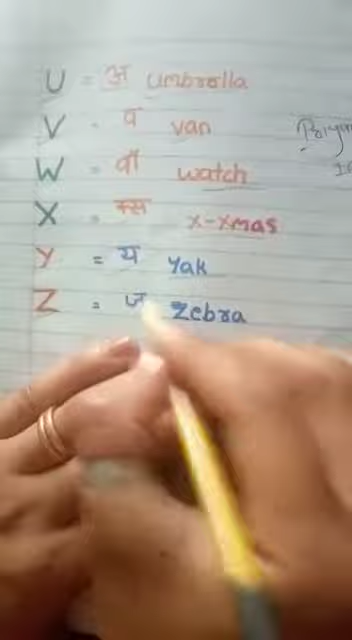 U = अ umbrella
V - व van
W = वॉ watch
X = क्स X-Xmas
Y = य Yak
Z = ज Zebra